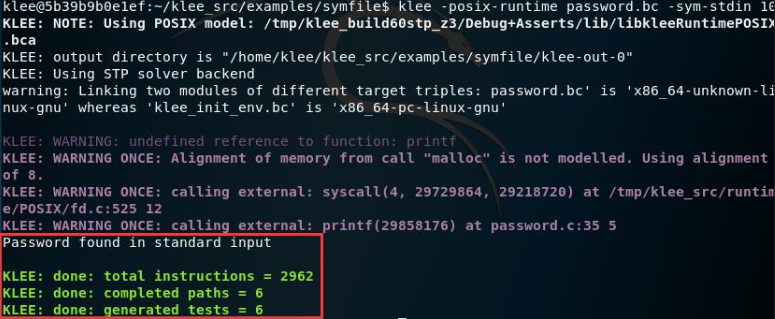 klee@5b39b9b0e1ef:~/klee_src/examples/symfile$ klee -posix-runtime password.bc -sym-stdin 10
KLEE: NOTE: Using POSIX model: /tmp/klee_build60stp_z3/Debug+Asserts/lib/libkleeRuntimePOSIX
.bca
KLEE: output directory is "/home/klee/klee_src/examples/symfile/klee-out-0"
KLEE: Using STP solver backend
warning: Linking two modules of different target triples: password.bc' is 'x86_64-unknown-li
nux-gnu' whereas 'klee_init_env.bc' is 'x86_64-pc-linux-gnu'
KLEE: WARNING: undefined reference to function: printf
KLEE: WARNING ONCE: Alignment of memory from call "malloc" is not modelled. Using alignment
of 8.
KLEE: WARNING ONCE: calling external: syscall(4, 29729864, 29218720) at /tmp/klee_src/runtim
e/POSIX/fd.c:525 12
KLEE: WARNING ONCE: calling external: printf(29858176) at password.c:35 5
Password found in standard input
KLEE: done: total instructions = 2962
KLEE: done: completed paths = 6
KLEE: done: generated tests = 6